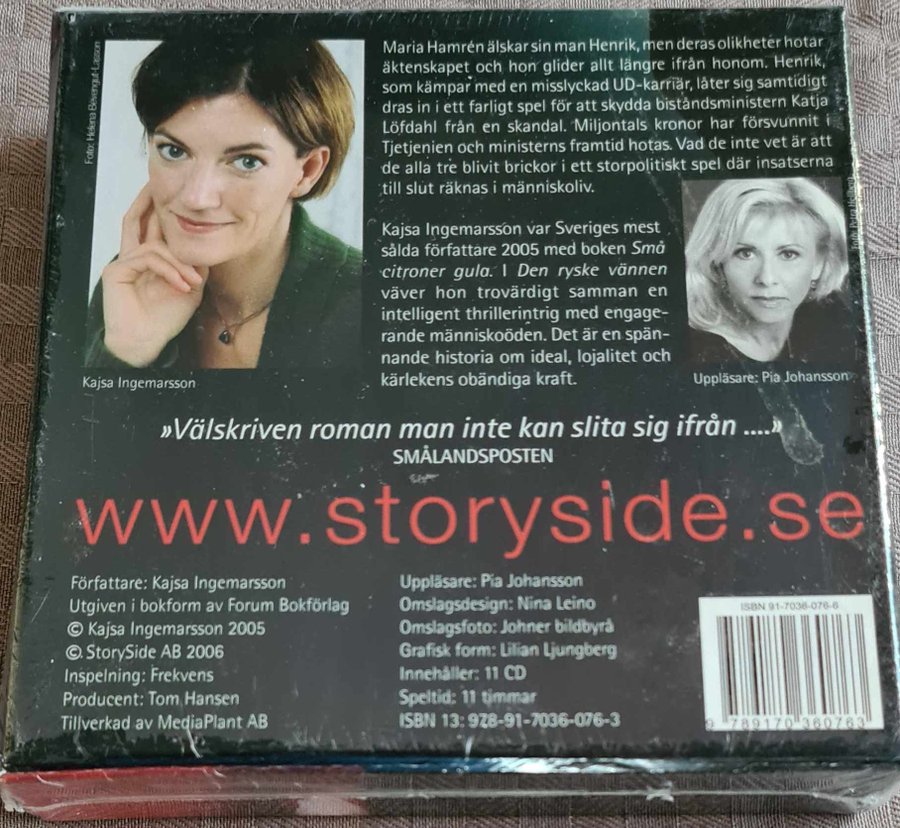 Foto: Helena Bévengut-Lasson
Maria Hamrén älskar sin man Henrik, men deras olikheter hotar
äktenskapet och hon glider allt längre ifrån honom. Henrik,
som kämpar med en misslyckad UD-karriär, låter sig samtidigt
dras in i ett farligt spel för att skydda biståndsministern Katja
Löfdahl från en skandal. Miljontals kronor har försvunnit i
Tjetjenien och ministerns framtid hotas. Vad de inte vet är att
de alla tre blivit brickor i ett storpolitiskt spel där insatserna
till slut räknas i människoliv.
Kajsa Ingemarsson var Sveriges mest
sålda författare 2005 med boken Små
citroner gula. I Den ryske vännen
väver hon trovärdigt samman en
intelligent thrillerintrig med engage-
rande människoöden. Det är en spän-
nande historia om ideal, lojalitet och
kärlekens obändiga kraft.
Kajsa Ingemarsson
Uppläsare: Pia Johansson
»Välskriven roman man inte kan slita sig ifrån ....»
SMÅLANDSPOSTEN
www.storyside.se
Författare: Kajsa Ingemarsson
Utgiven i bokform av Forum Bokförlag
© Kajsa Ingemarsson 2005
©. StorySide AB 2006
Inspelning: Frekvens
Producent: Tom Hansen
Tillverkad av MediaPlant AB
Uppläsare: Pia Johansson
Omslagsdesign: Nina Leino
Omslagsfoto: Johner bildbyrå
Grafisk form: Lilian Ljungberg
Innehåller: 11 CD
Speltid: 11 timmar
ISBN 13: 928-91-7036-076-3
ISBN 91-7036-076-6
9 789170 360763